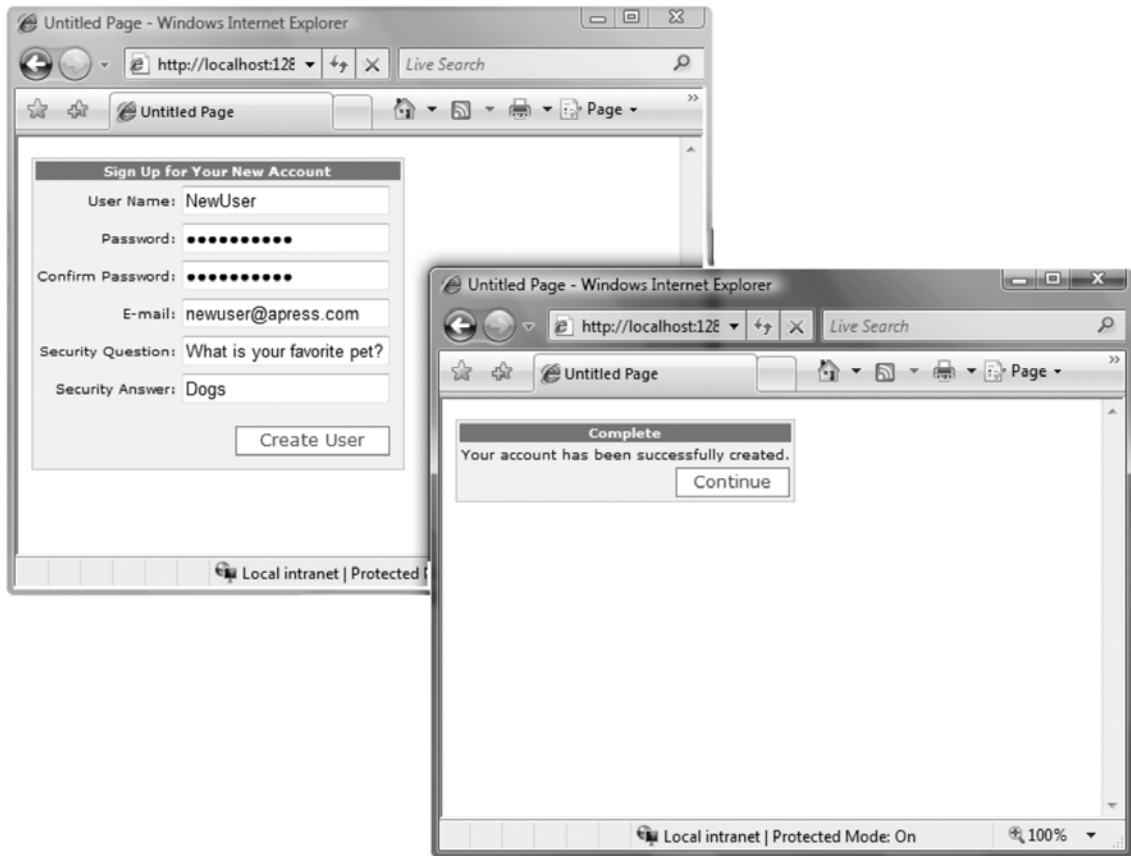 Untitled Page - Windows Internet Explorer
http://localhost:128
Live Search
Untitled Page
Page
Sign Up for Your New Account
User Name: NewUser
Password: ••••••••••
Confirm Password: ••••••••••
E-mail: newuser@apress.com
Security Question: What is your favorite pet?
Security Answer: Dogs
Create User
Local intranet | Protected
Untitled Page - Windows Internet Explorer
http://localhost:128
Live Search
Untitled Page
Page
Complete
Your account has been successfully created.
Continue
Local intranet | Protected Mode: On
100%